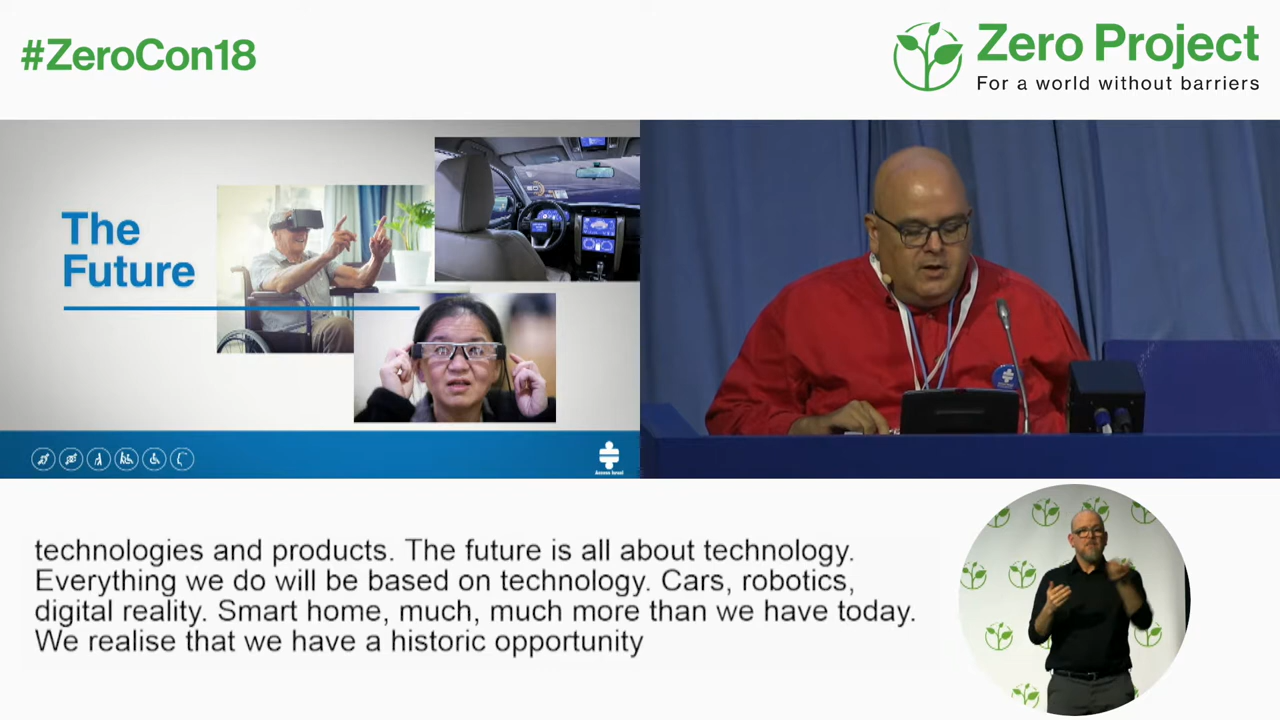 #ZeroCon18
Zero Project
For a world without barriers
The
Future
Access Israel
technologies and products. The future is all about technology.
Everything we do will be based on technology. Cars, robotics,
digital reality. Smart home, much, much more than we have today.
We realise that we have a historic opportunity